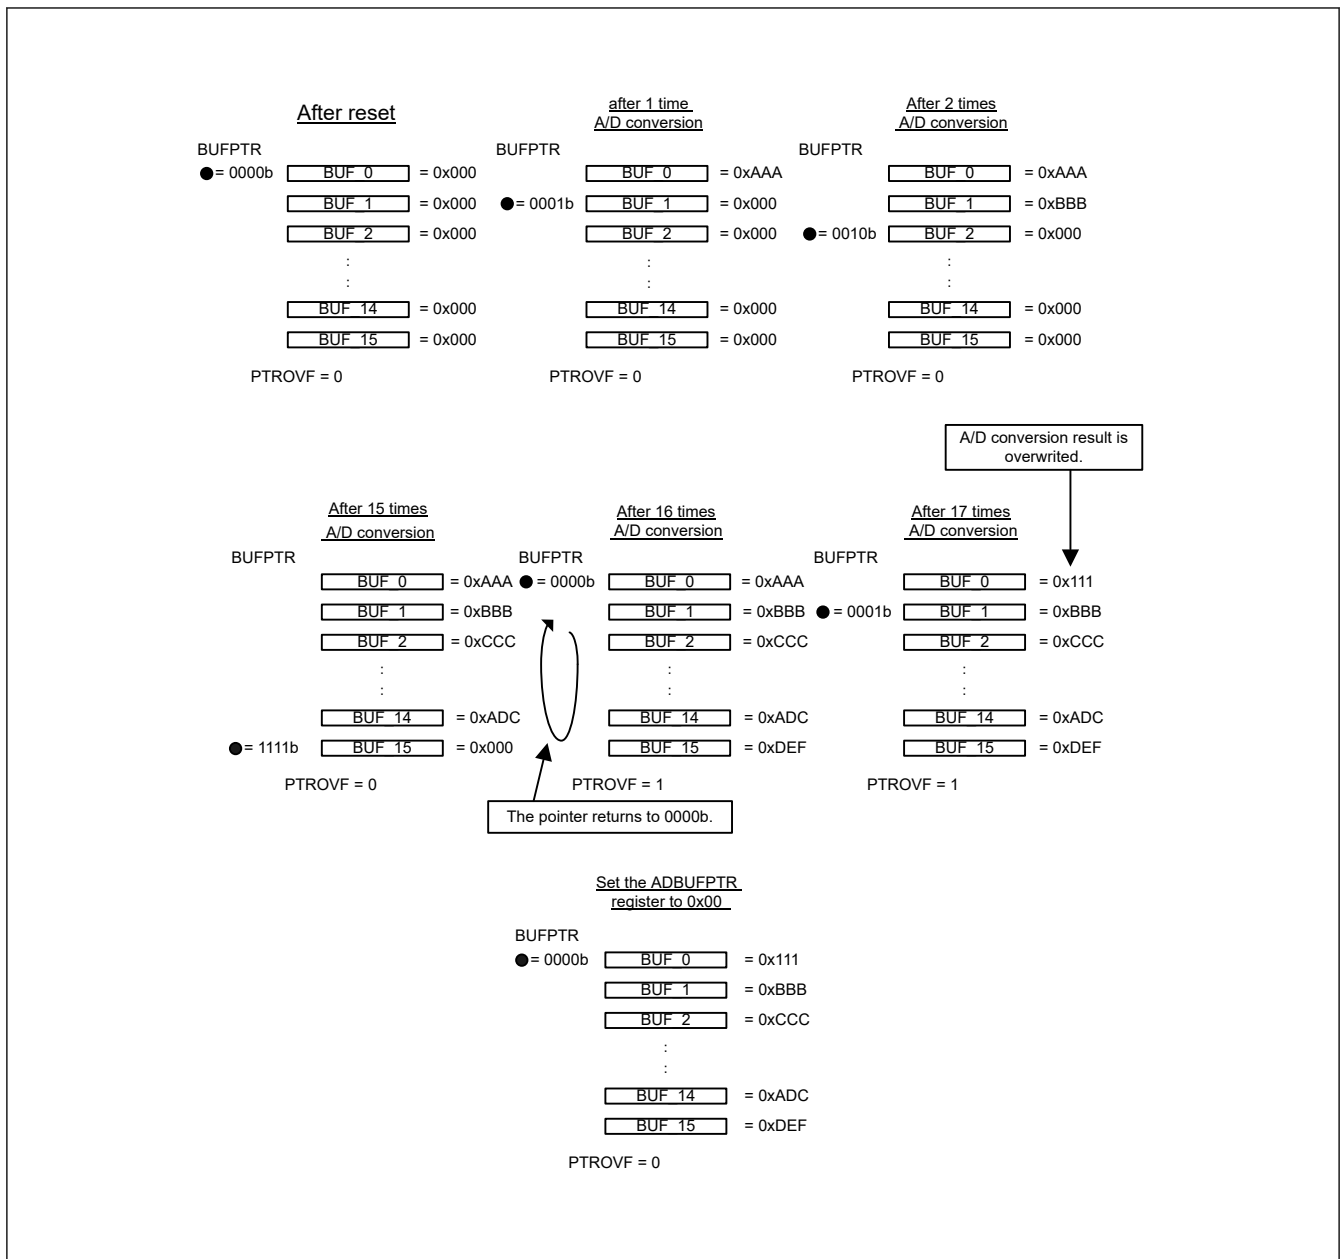 After reset
BUFPTR
= 0000b BUF_0 = 0x000
BUF_1 = 0x000
BUF_2 = 0x000
:
:
BUF_14 = 0x000
BUF_15 = 0x000
PTROVF = 0
after 1 time
A/D conversion
BUFPTR
BUF_0 = 0xAAA
= 0001b BUF_1 = 0x000
BUF_2 = 0x000
:
:
BUF_14 = 0x000
BUF_15 = 0x000
PTROVF = 0
After 2 times
A/D conversion
BUFPTR
BUF_0 = 0xAAA
BUF_1 = 0xBBB
= 0010b BUF_2 = 0x000
:
:
BUF_14 = 0x000
BUF_15 = 0x000
PTROVF = 0
A/D conversion result is
overwrited.
After 15 times
A/D conversion
BUFPTR
BUF_0 = 0xAAA
BUF_1 = 0xBBB
BUF_2 = 0xCCC
:
:
BUF_14 = 0xADC
= 1111b BUF_15 = 0x000
PTROVF = 0
After 16 times
A/D conversion
BUFPTR
= 0000b BUF_0 = 0xAAA
BUF_1 = 0xBBB
BUF_2 = 0xCCC
:
:
BUF_14 = 0xADC
BUF_15 = 0xDEF
PTROVF = 1
The pointer returns to 0000b.
After 17 times
A/D conversion
BUFPTR
BUF_0 = 0x111
= 0001b BUF_1 = 0xBBB
BUF_2 = 0xCCC
:
:
BUF_14 = 0xADC
BUF_15 = 0xDEF
PTROVF = 1
Set the ADBUFPTR
register to 0x00
BUFPTR
= 0000b BUF_0 = 0x111
BUF_1 = 0xBBB
BUF_2 = 0xCCC
:
:
BUF_14 = 0xADC
BUF_15 = 0xDEF
PTROVF = 0